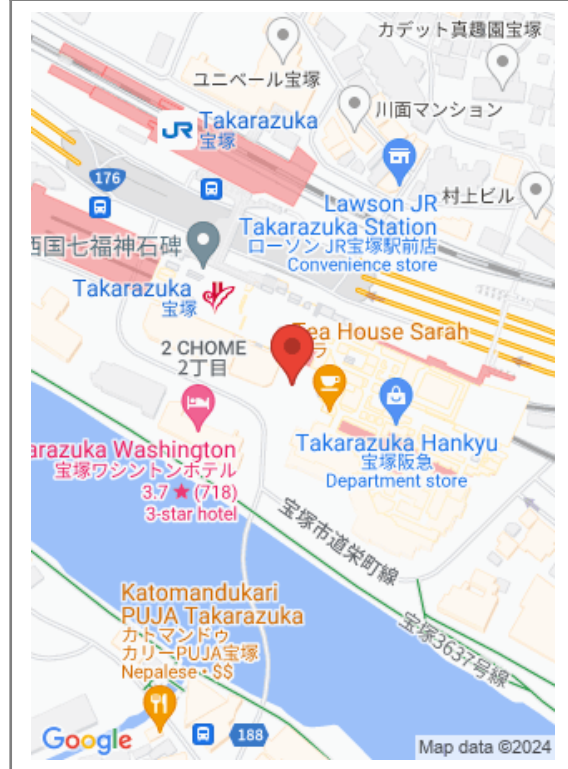 カデット真趣園宝塚
ユニベール宝塚
川面マンション
JR
Takarazuka
宝塚
176
Lawson JR
Takarazuka Station
ローソン JR宝塚駅前店
Convenience store
村上ビル
西国七福神石碑
Takarazuka
宝塚
Tea House Sarah
ラ
2 CHOME
2丁目
arazuka Washington
宝塚ワシントンホテル
3.7 ★ (718)
3-star hotel
Takarazuka Hankyu
宝塚阪急
Department store
宝塚市道栄町線
宝塚3637号線
Katomandukari
PUJA Takarazuka
カトマンドゥ
カリーPUJA宝塚
Nepalese • $$
188
Google
Map data ©2024